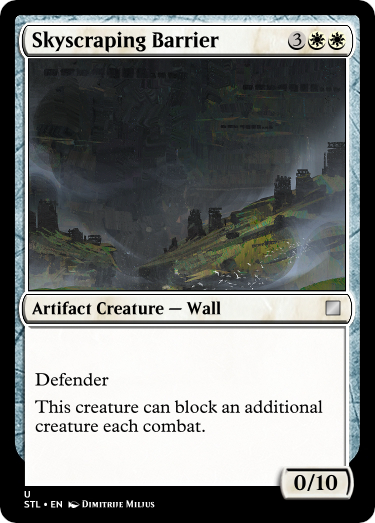 Skyscraping Barrier 3
Artifact Creature — Wall
Defender
This creature can block an additional
creature each combat.
0/10
U
STL • EN Dimitrije Miljus